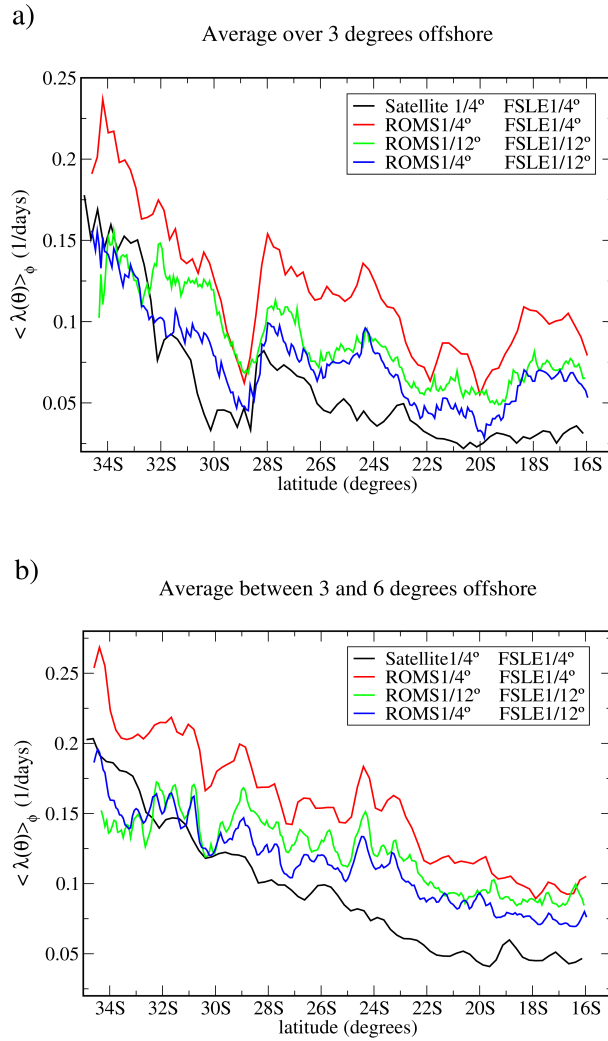 a)
Average over 3 degrees offshore
0.25
0.2
0.15
0.1
0.05
< λ(θ)>ϕ (1/days)
Satellite 1/4º FSLE1/4º
ROMS1/4º FSLE1/4º
ROMS1/12º FSLE1/12º
ROMS1/4º FSLE1/12º
34S 32S 30S 28S 26S 24S 22S 20S 18S 16S
latitude (degrees)
b)
Average between 3 and 6 degrees offshore
0.25
0.2
0.15
0.1
0.05
< λ(θ)>ϕ (1/days)
Satellite1/4º FSLE1/4º
ROMS1/4º FSLE1/4º
ROMS1/12º FSLE1/12º
ROMS1/4º FSLE1/12º
34S 32S 30S 28S 26S 24S 22S 20S 18S 16S
latitude (degrees)